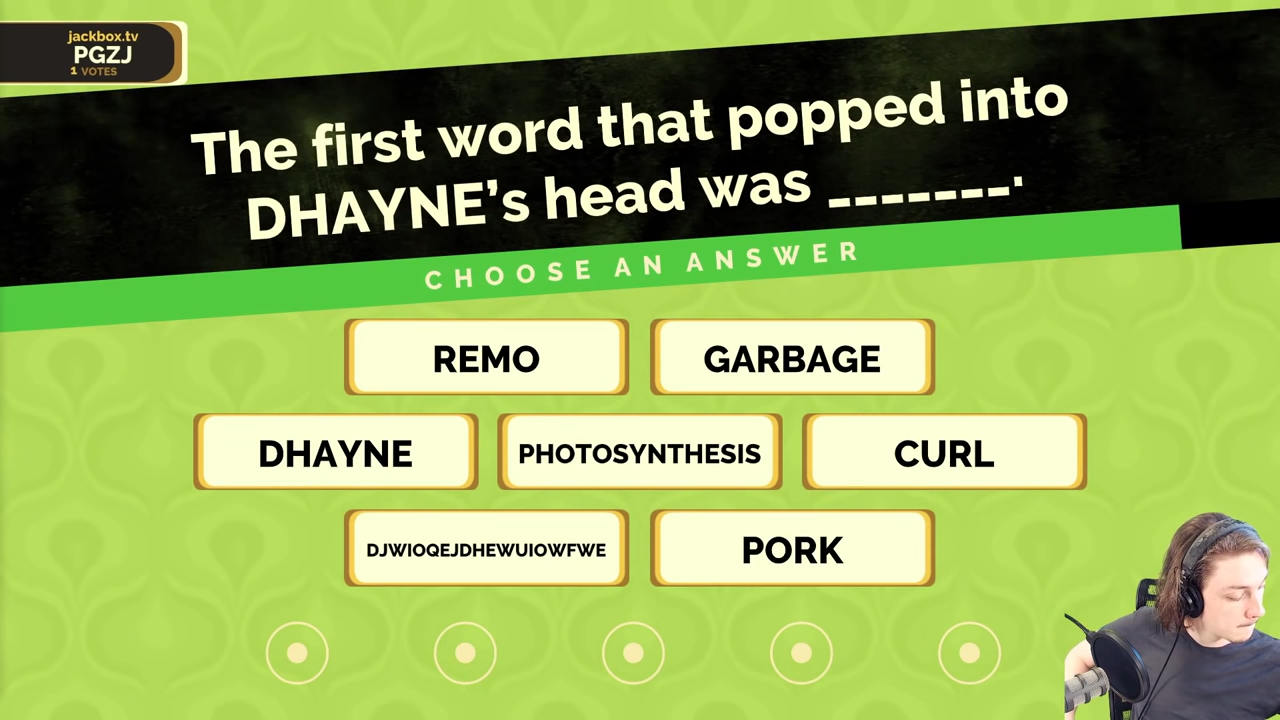 jackbox.tv
PGZJ
1 VOTES
The first word that popped into
DHAYNE’s head was _______.
CHOOSE AN ANSWER
REMO
GARBAGE
DHAYNE
PHOTOSYNTHESIS
CURL
DJWIOQEJDHEWUIOWFWE
PORK